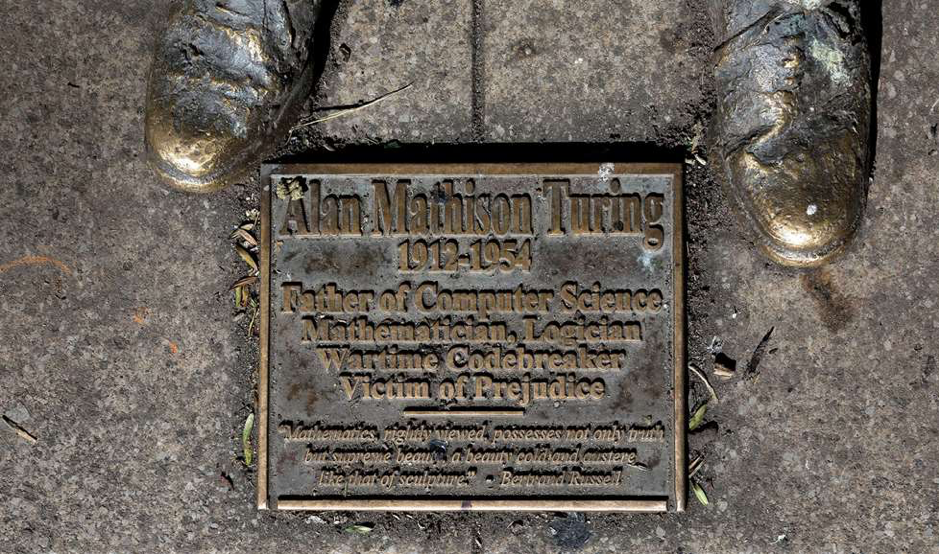 Alan Mathison Turing
1912-1954
Father of Computer Science
Mathematician, Logician
Wartime Codebreaker
Victim of Prejudice
"Mathematics, rightly viewed, possesses not only truth
but supreme beauty, a beauty cold and austere
like that of sculpture." - Bertrand Russell